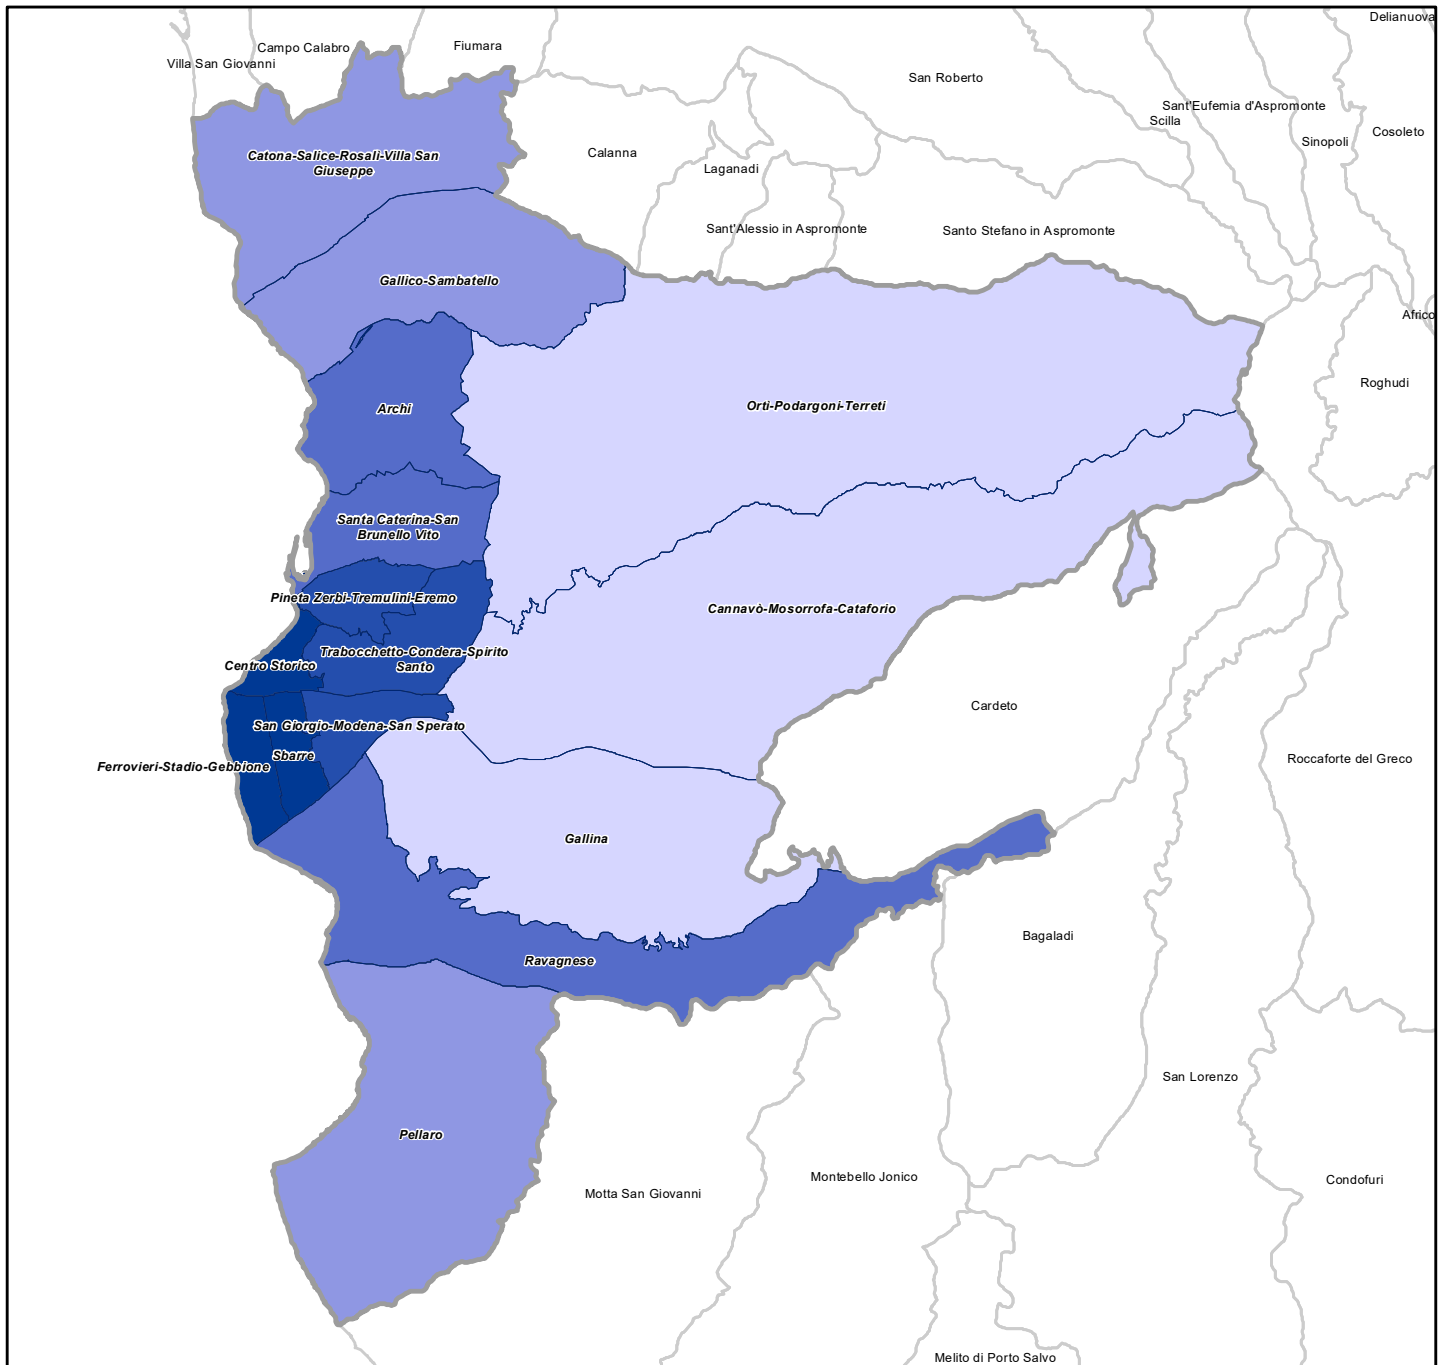 Delianuova
Campo Calabro
Fiumara
Villa San Giovanni
San Roberto
Sant'Eufemia d'Aspromonte
Scilla
Cosoleto
Sinopoli
Calanna
Catona-Salice-Rosali-Villa San
Giuseppe
Laganadi
Sant'Alessio in Aspromonte
Santo Stefano in Aspromonte
Gallico-Sambatello
Africo
Roghudi
Orti-Podargoni-Terreti
Archi
Santa Caterina-San
Brunello Vito
Pineta Zerbi-Tremulini-Eremo
Cannavò-Mosorrofa-Cataforio
Trabocchetto-Condera-Spirito
Santo
Centro Storico
Cardeto
San Giorgio-Modena-San Sperato
Sbarre
Ferrovieri-Stadio-Gebbione
Roccaforte del Greco
Gallina
Bagaladi
Ravagnese
San Lorenzo
Pellaro
Montebello Jonico
Condofuri
Motta San Giovanni
Melito di Porto Salvo